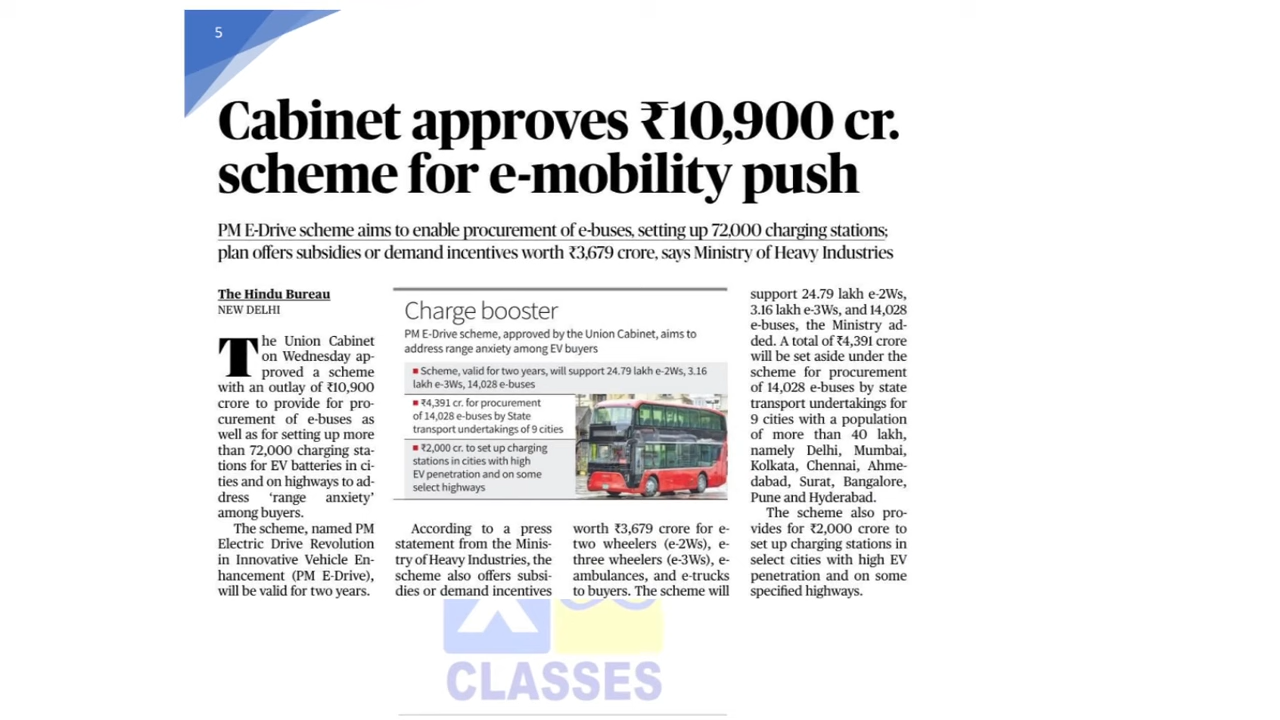 5
Cabinet approves ₹10,900 cr.
scheme for e-mobility push
PM E-Drive scheme aims to enable procurement of e-buses, setting up 72,000 charging stations;
plan offers subsidies or demand incentives worth ₹3,679 crore, says Ministry of Heavy Industries
The Hindu Bureau
NEW DELHI
The Union Cabinet
on Wednesday ap-
proved a scheme
with an outlay of ₹10,900
crore to provide for pro-
curement of e-buses as
well as for setting up more
than 72,000 charging sta-
tions for EV batteries in ci-
ties and on highways to ad-
dress ‘range anxiety’
among buyers.
The scheme, named PM
Electric Drive Revolution
in Innovative Vehicle En-
hancement (PM E-Drive),
will be valid for two years.
Charge booster
PM E-Drive scheme, approved by the Union Cabinet, aims to
address range anxiety among EV buyers
■ Scheme, valid for two years, will support 24.79 lakh e-2Ws, 3.16
lakh e-3Ws, 14,028 e-buses
■ ₹4,391 cr. for procurement
of 14,028 e-buses by State
transport undertakings of 9 cities
■ ₹2,000 cr. to set up charging
stations in cities with high
EV penetration and on some
select highways
According to a press
statement from the Minis-
try of Heavy Industries, the
scheme also offers subsi-
dies or demand incentives
worth ₹3,679 crore for e-
two wheelers (e-2Ws), e-
three wheelers (e-3Ws), e-
ambulances, and e-trucks
to buyers. The scheme will
support 24.79 lakh e-2Ws,
3.16 lakh e-3Ws, and 14,028
e-buses, the Ministry ad-
ded. A total of ₹4,391 crore
will be set aside under the
scheme for procurement
of 14,028 e-buses by state
transport undertakings for
9 cities with a population
of more than 40 lakh,
namely Delhi, Mumbai,
Kolkata, Chennai, Ahme-
dabad, Surat, Bangalore,
Pune and Hyderabad.
The scheme also pro-
vides for ₹2,000 crore to
set up charging stations in
select cities with high EV
penetration and on some
specified highways.
CLASSES